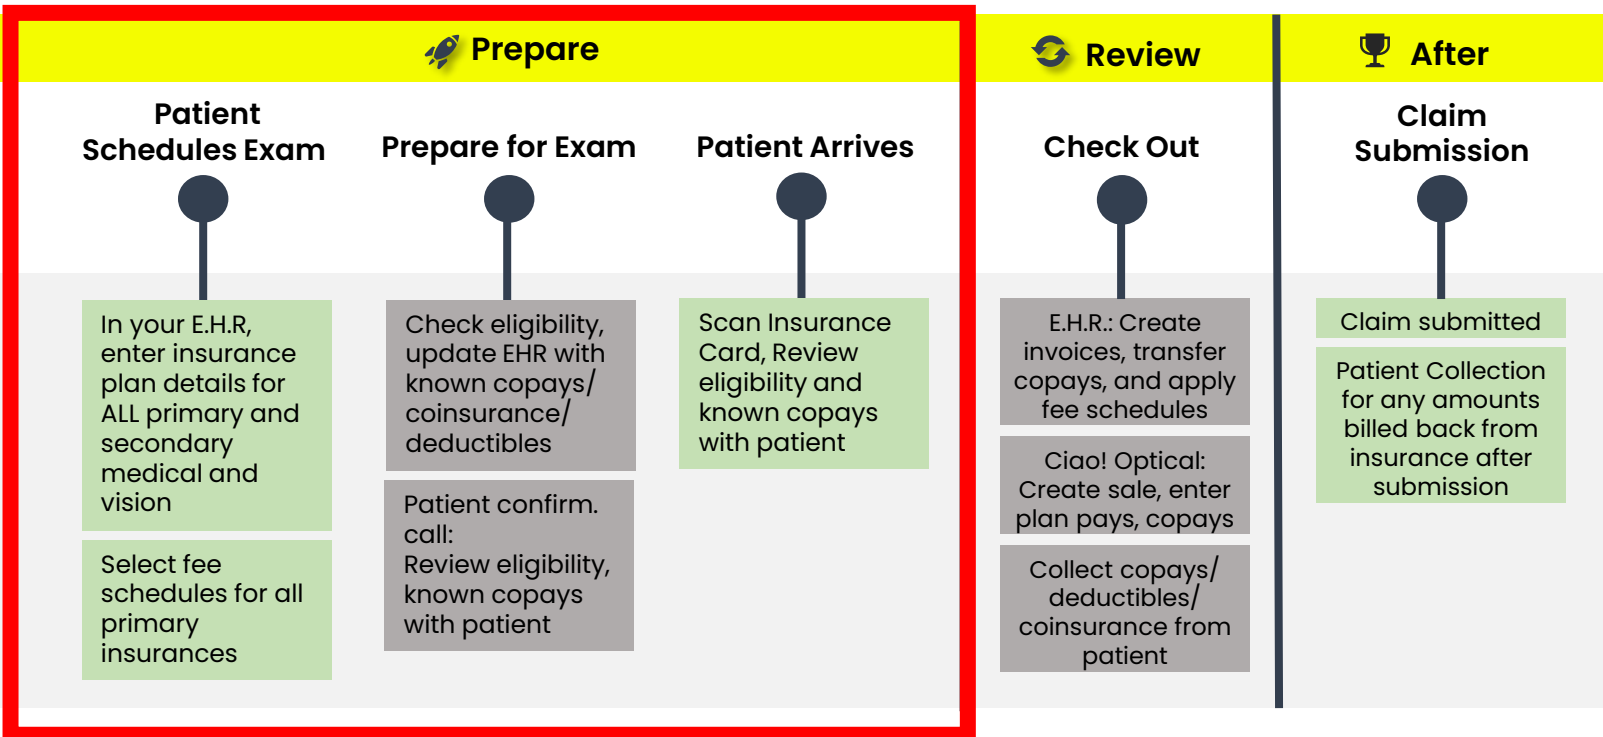 Prepare
Review
After
Patient
Schedules Exam
Prepare for Exam
Patient Arrives
Check Out
Claim
Submission
In your E.H.R,
enter insurance
plan details for
ALL primary and
secondary
medical and
vision
Select fee
schedules for all
primary
insurances
Check eligibility,
update EHR with
known copays/
coinsurance/
deductibles
Patient confirm.
call:
Review eligibility,
known copays
with patient
Scan Insurance
Card, Review
eligibility and
known copays
with patient
E.H.R.: Create
invoices, transfer
copays, and apply
fee schedules
Ciao! Optical:
Create sale, enter
plan pays, copays
Collect copays/
deductibles/
coinsurance from
patient
Claim submitted
Patient Collection
for any amounts
billed back from
insurance after
submission